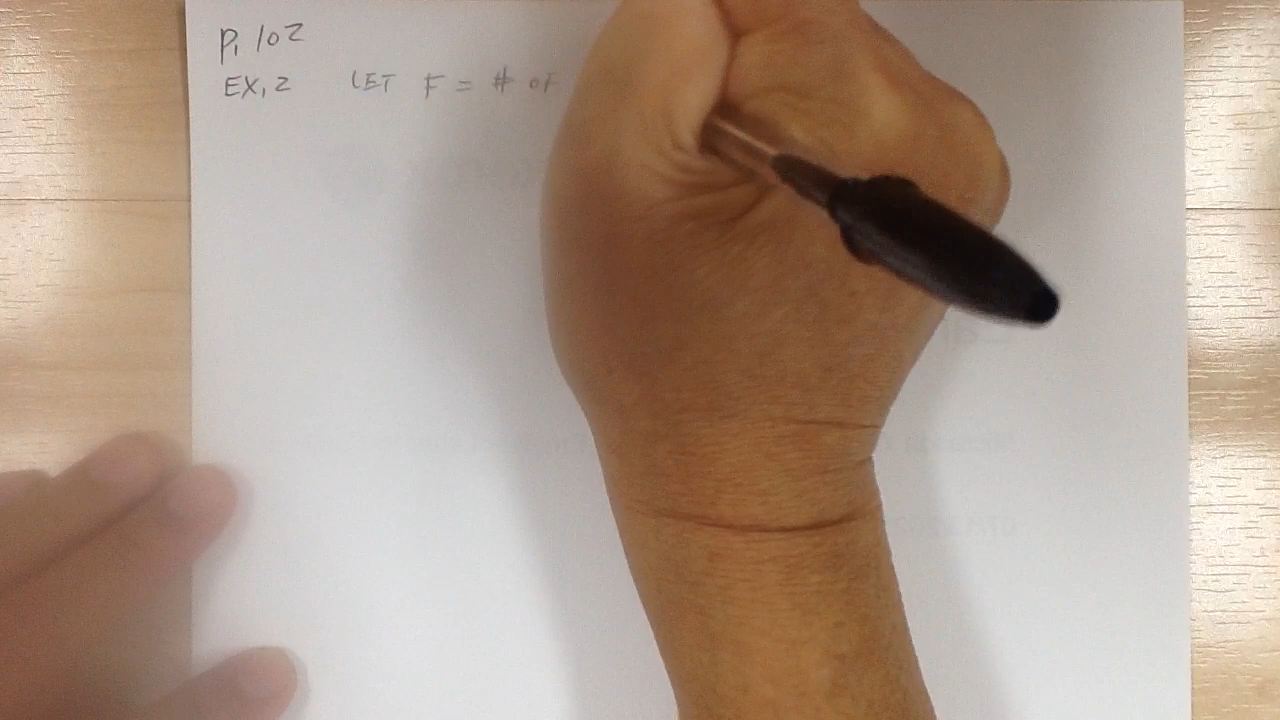 P, 102
EX, 2 LET F = # OF